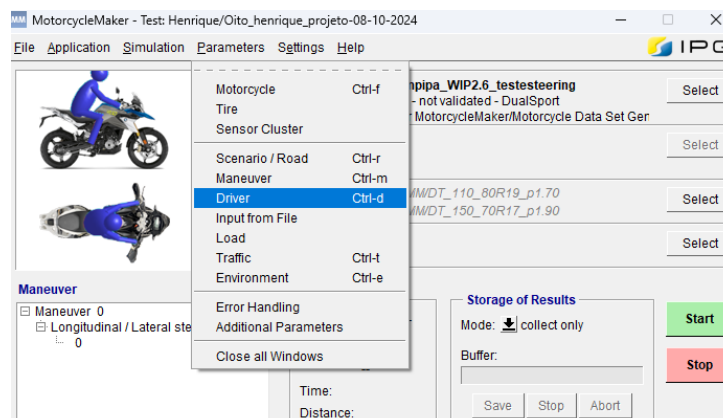 MM MotorcycleMaker - Test: Henrique/Oito_henrique_projeto-08-10-2024
File Application Simulation Parameters Settings Help
IPG
Motorcycle Ctrl-f
Tire
Sensor Cluster
Scenario / Road Ctrl-r
Maneuver Ctrl-m
Driver Ctrl-d
Input from File
Load
Traffic Ctrl-t
Environment Ctrl-e
Error Handling
Additional Parameters
Close all Windows
npipa_WIP2.6_testesteering
- not validated - DualSport
MotorcycleMaker/Motorcycle Data Set Gen
Select
Select
MM/DT_110_80R19_p1.70
MM/DT_150_70R17_p1.90
Select
Select
Maneuver
Maneuver 0
Longitudinal / Lateral ste
0
Storage of Results
Mode: collect only
Buffer:
Save Stop Abort
Time:
Distance:
Start
Stop